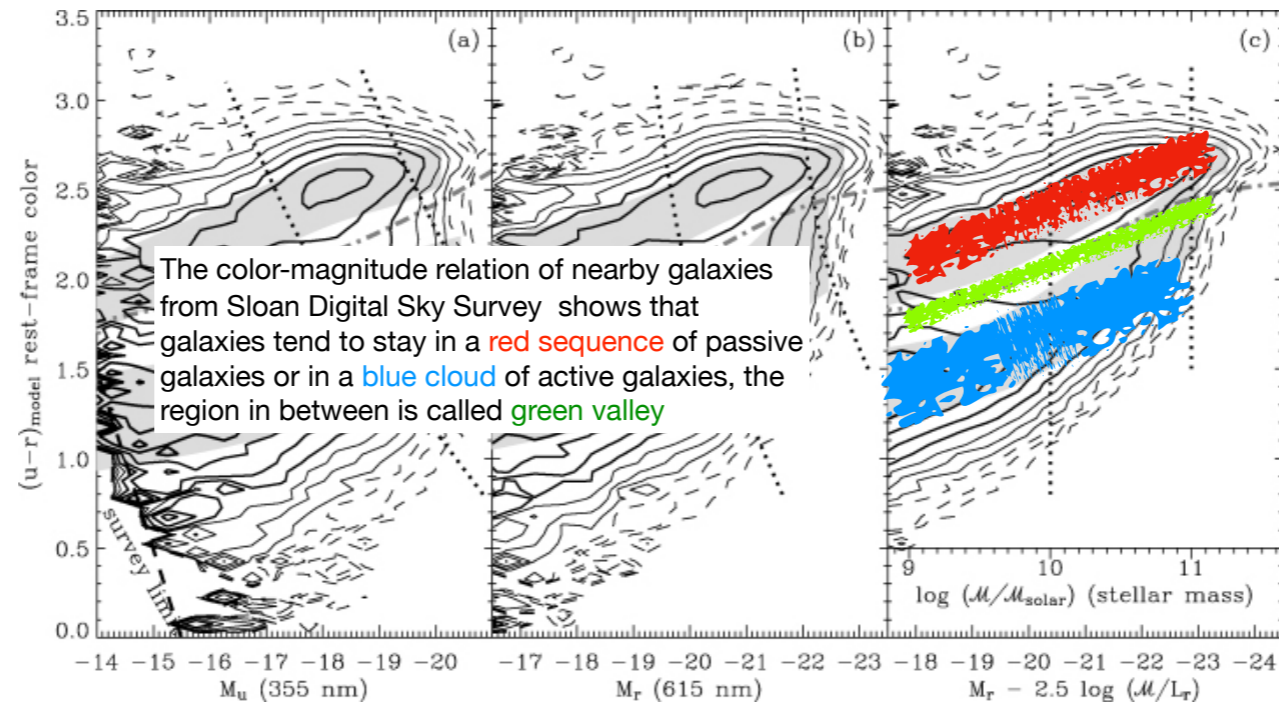 3.5
3.0
2.5
2.0
1.5
1.0
0.5
0.0
(u−r)model rest−frame color
(a)
(b)
(c)
The color-magnitude relation of nearby galaxies
from Sloan Digital Sky Survey shows that
galaxies tend to stay in a red sequence of passive
galaxies or in a blue cloud of active galaxies, the
region in between is called green valley
survey lim
9 10 11
log (ℳ/ℳsolar) (stellar mass)
−14 −15 −16 −17 −18 −19 −20
−17 −18 −19 −20 −21 −22 −23
−18 −19 −20 −21 −22 −23 −24
Mu (355 nm)
Mr (615 nm)
Mr − 2.5 log (ℳ/Lr)